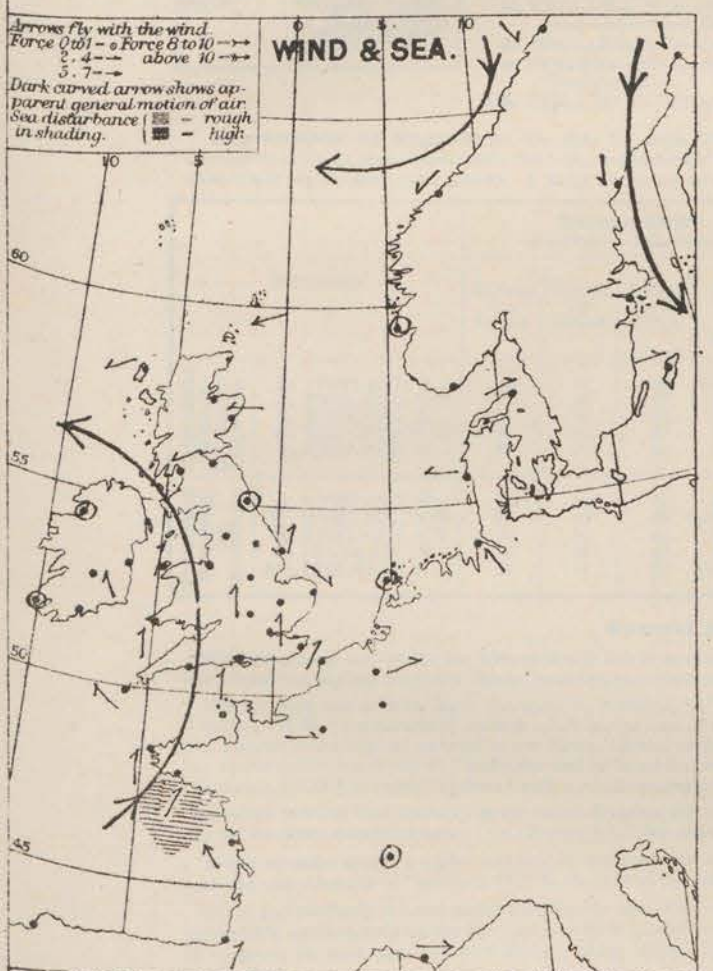 Arrows fly with the wind.
Force 0 to 1 - o Force 8 to 10 -
2. 4 - above 10 -
5. 7 -
Dark curved arrow shows ap-
parent general motion of air.
Sea disturbance { - rough
in shading. - high
WIND & SEA.
5 10
10 5 0
60
55
50
45